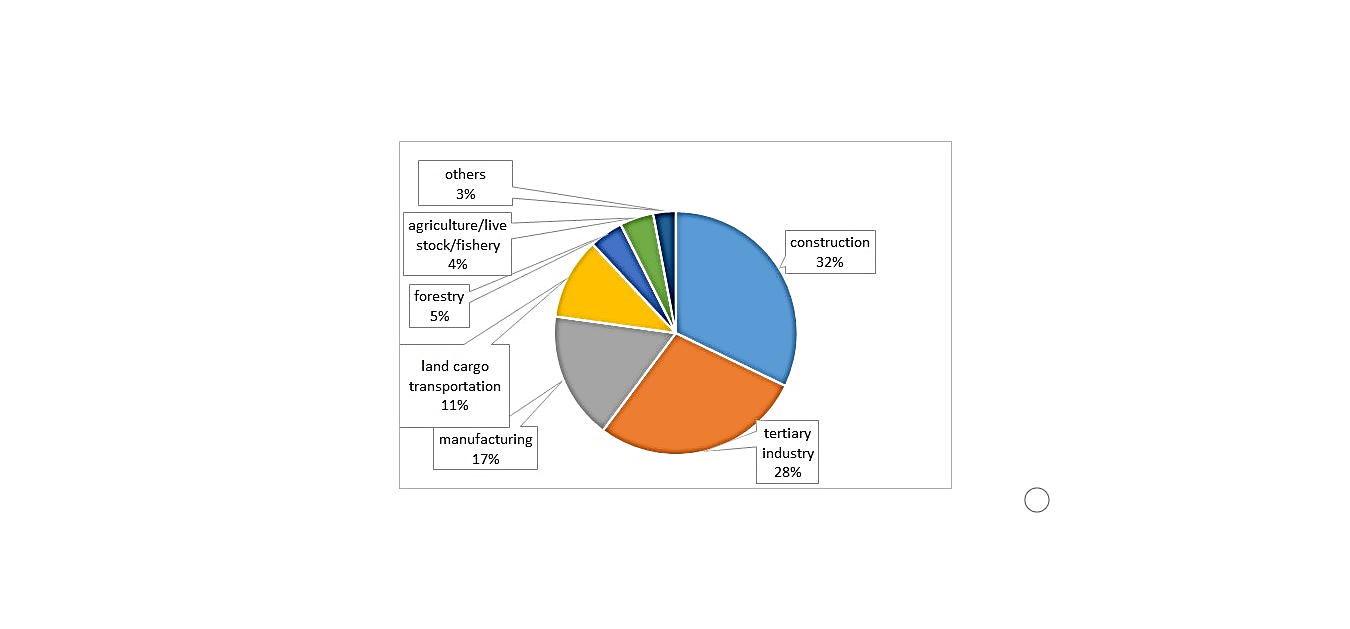 others
3%
agriculture/live
stock/fishery
4%
forestry
5%
land cargo
transportation
11%
manufacturing
17%
construction
32%
tertiary
industry
28%